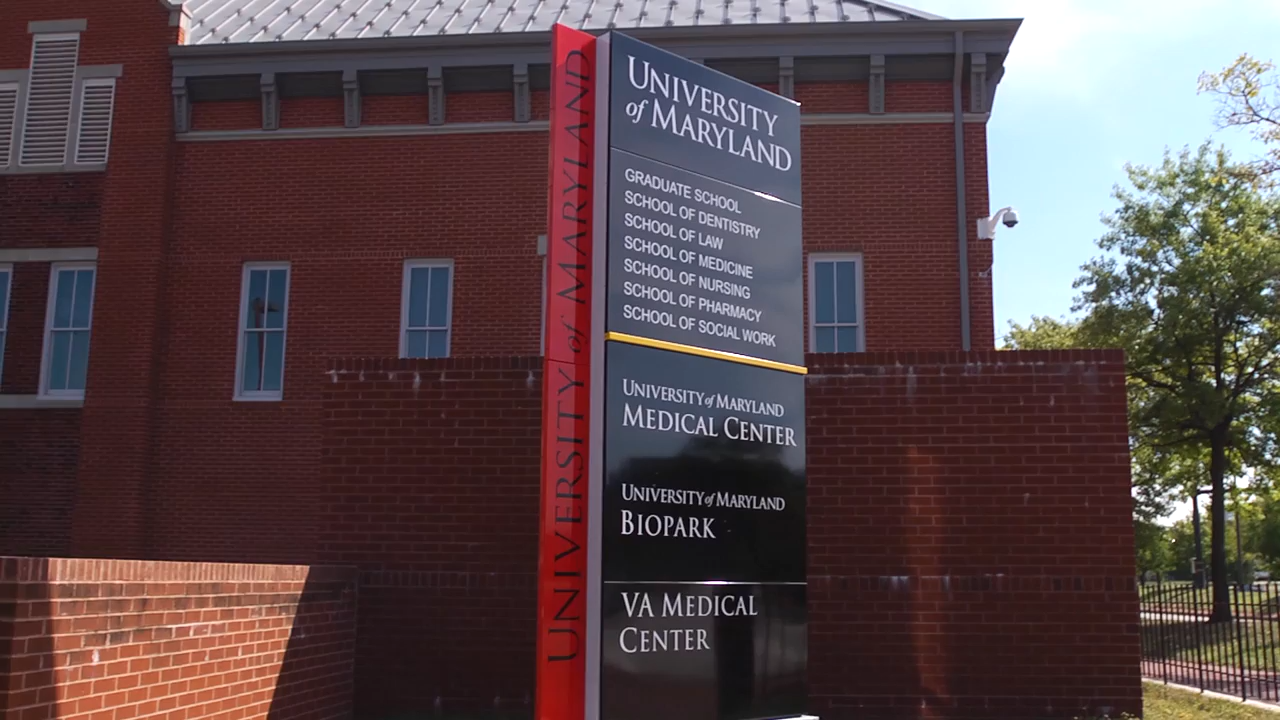 UNIVERSITY of MARYLAND
UNIVERSITY
of MARYLAND
GRADUATE SCHOOL
SCHOOL OF DENTISTRY
SCHOOL OF LAW
SCHOOL OF MEDICINE
SCHOOL OF NURSING
SCHOOL OF PHARMACY
SCHOOL OF SOCIAL WORK
UNIVERSITY of MARYLAND
MEDICAL CENTER
UNIVERSITY of MARYLAND
BIOPARK
VA MEDICAL
CENTER